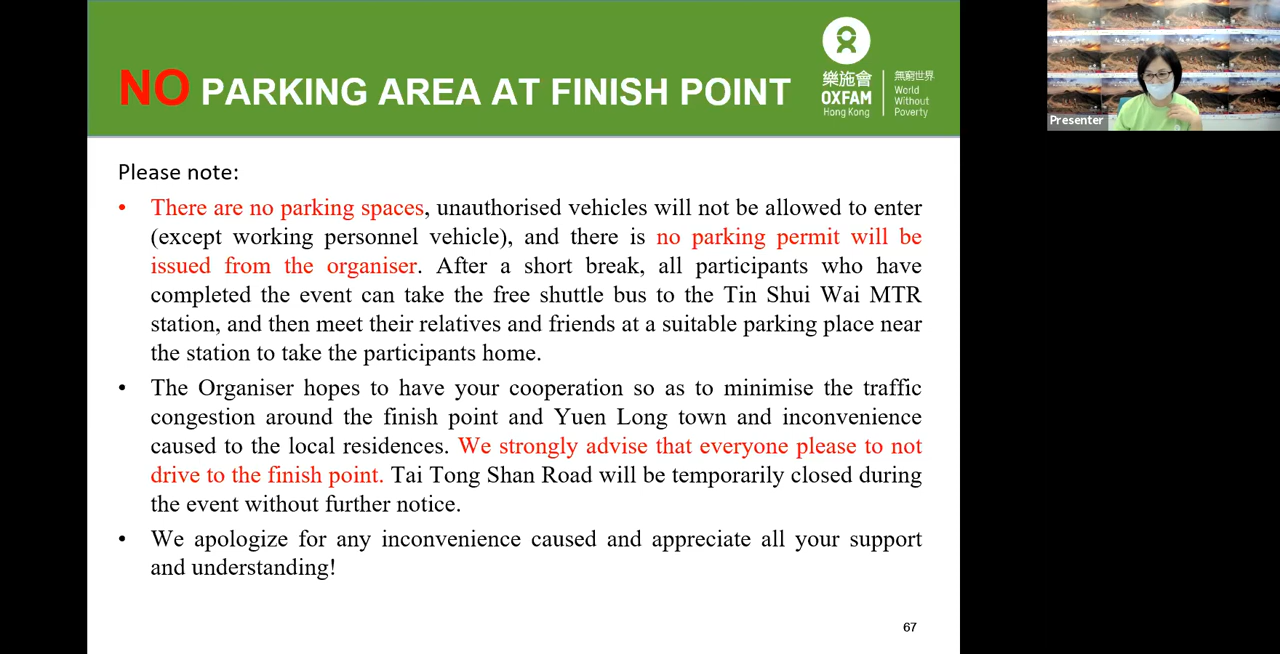 NO PARKING AREA AT FINISH POINT
樂施會
OXFAM
Hong Kong
無窮世界
World
Without
Poverty
Presenter
Please note:
• There are no parking spaces, unauthorised vehicles will not be allowed to enter
(except working personnel vehicle), and there is no parking permit will be
issued from the organiser. After a short break, all participants who have
completed the event can take the free shuttle bus to the Tin Shui Wai MTR
station, and then meet their relatives and friends at a suitable parking place near
the station to take the participants home.
• The Organiser hopes to have your cooperation so as to minimise the traffic
congestion around the finish point and Yuen Long town and inconvenience
caused to the local residences. We strongly advise that everyone please to not
drive to the finish point. Tai Tong Shan Road will be temporarily closed during
the event without further notice.
• We apologize for any inconvenience caused and appreciate all your support
and understanding!
67